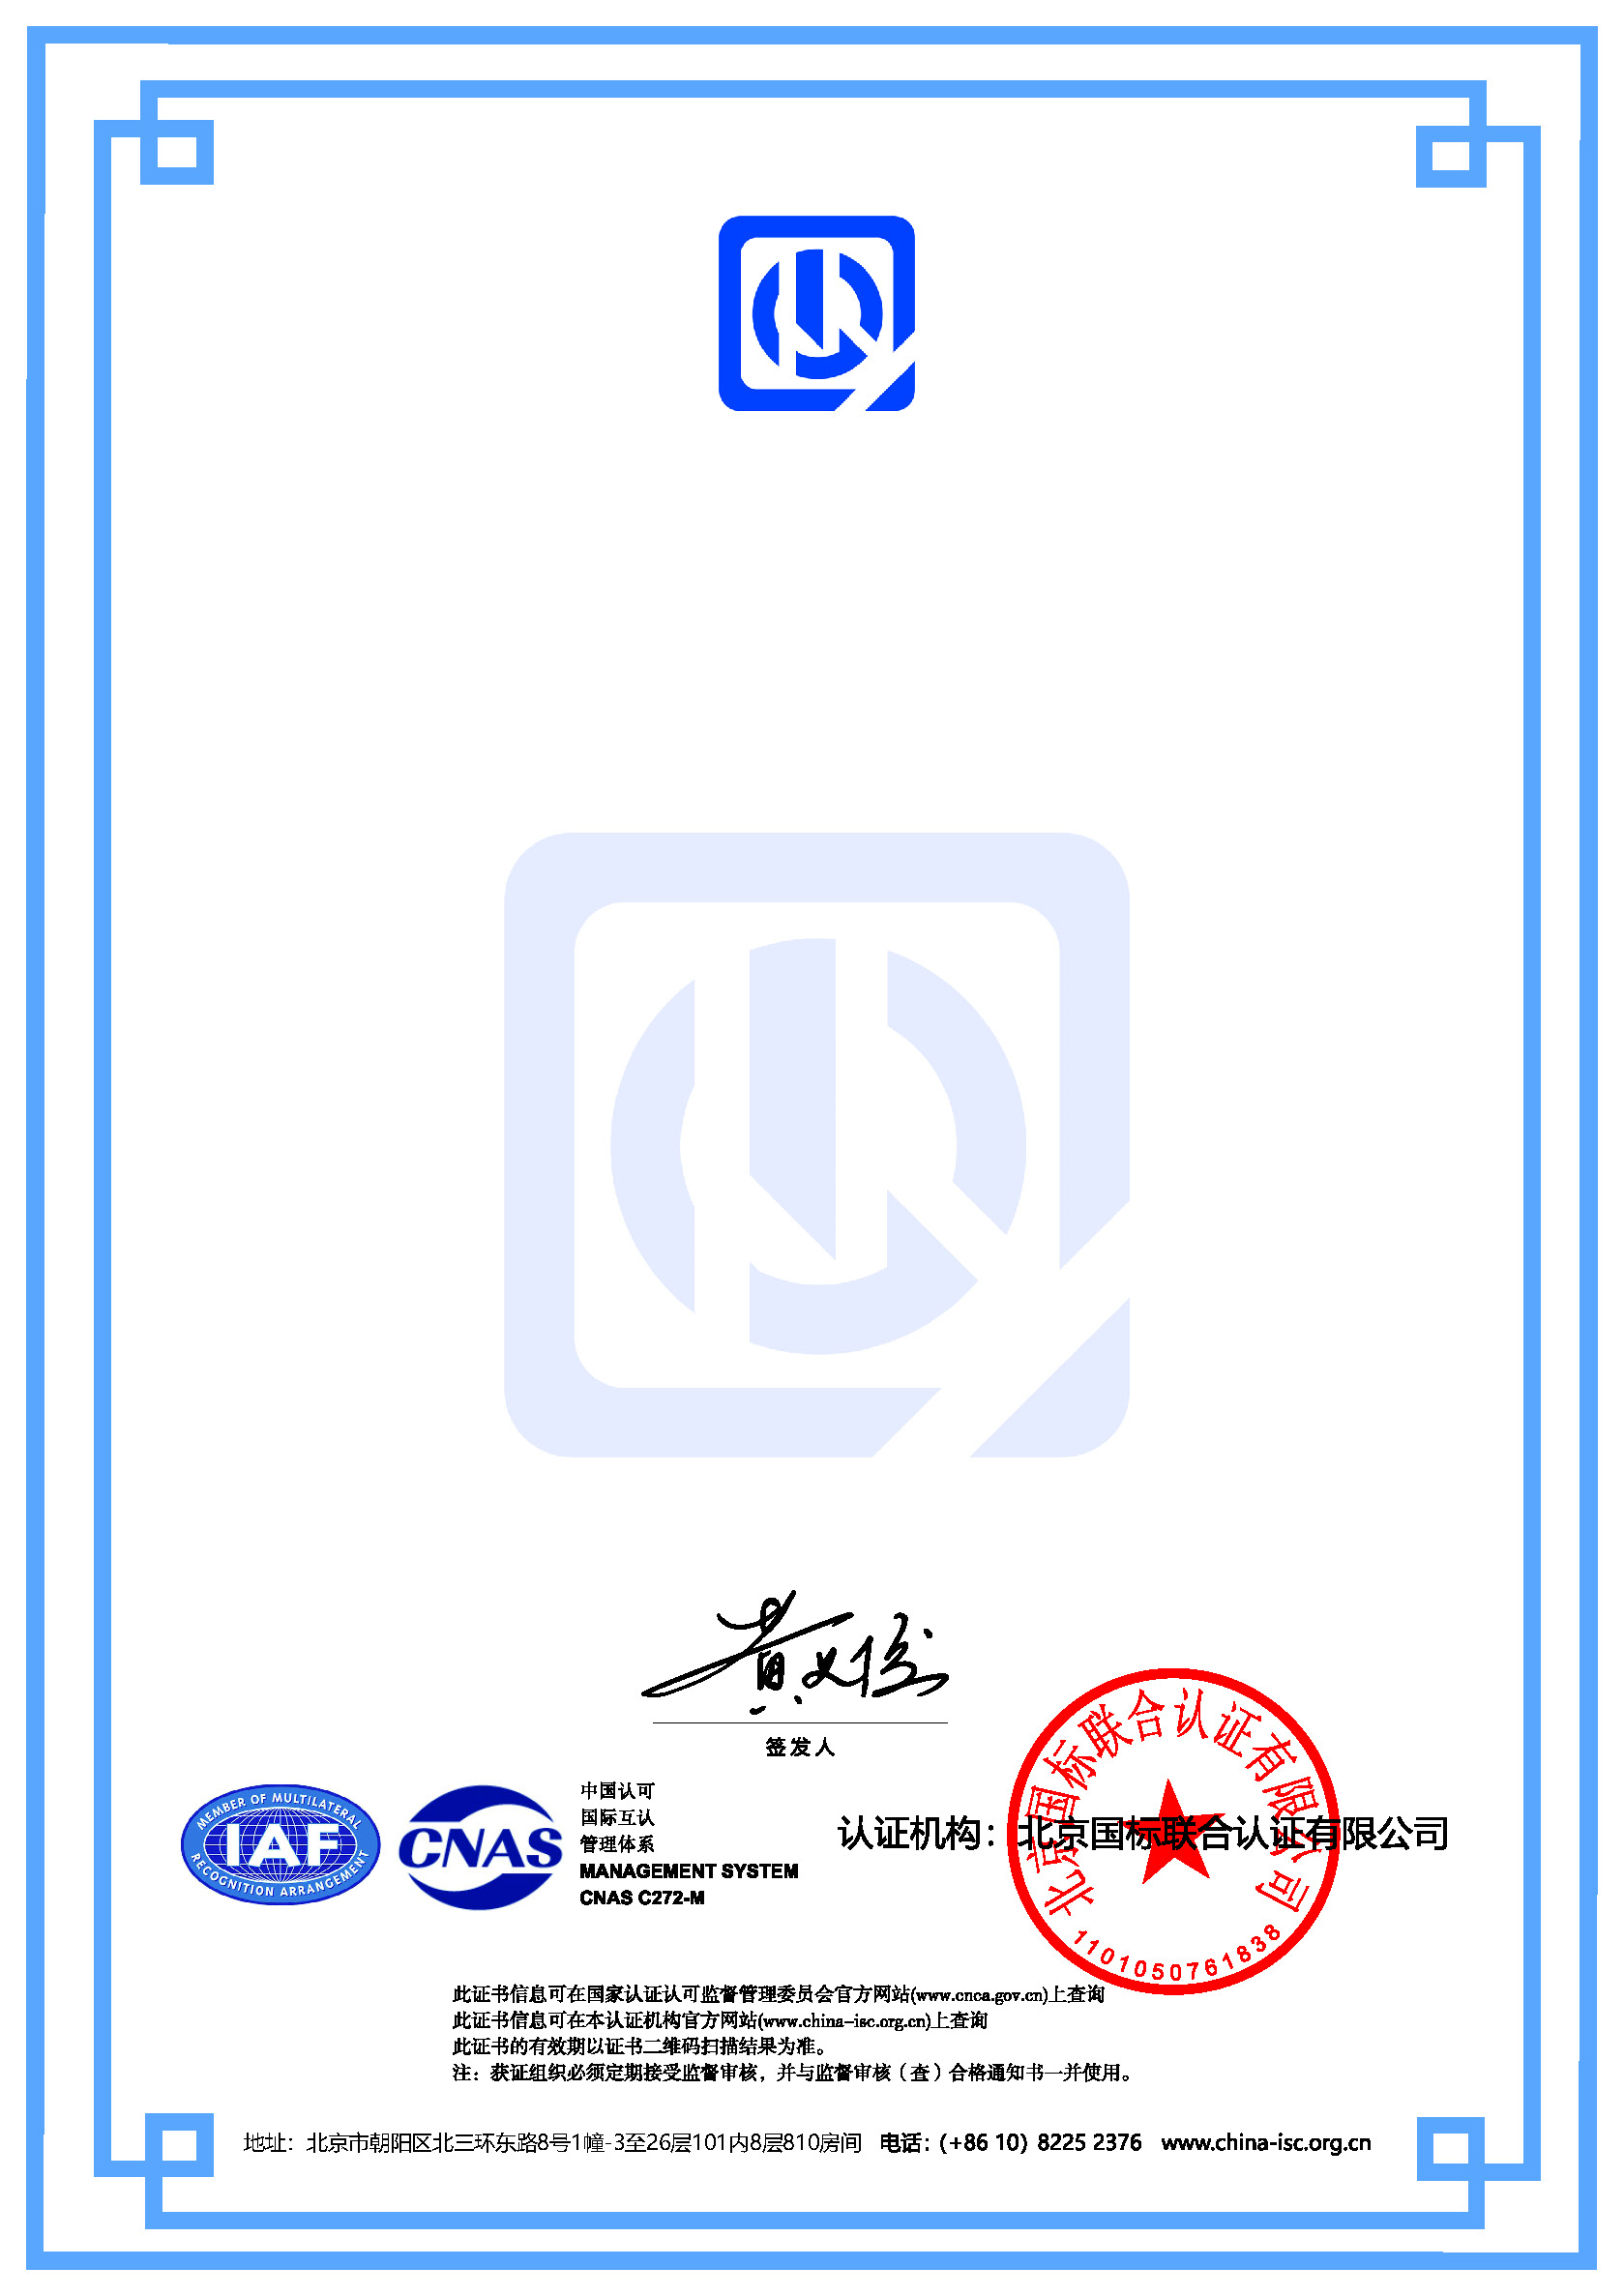 签发人
MEMBER OF MULTILATERAL
IAF
RECOGNITION ARRANGEMENT
CNAS
中国认可
国际互认
管理体系
MANAGEMENT SYSTEM
CNAS C272-M
认证机构：北京国标联合认证有限公司
北京国标联合认证有限公司
1101050761838
此证书信息可在国家认证认可监督管理委员会官方网站(www.cnca.gov.cn)上查询
此证书信息可在本认证机构官方网站(www.china-isc.org.cn)上查询
此证书的有效期以证书二维码扫描结果为准。
注：获证组织必须定期接受监督审核，并与监督审核（查）合格通知书一并使用。
地址：北京市朝阳区北三环东路8号1幢-3至26层101内8层810房间 电话：(+86 10) 8225 2376 www.china-isc.org.cn